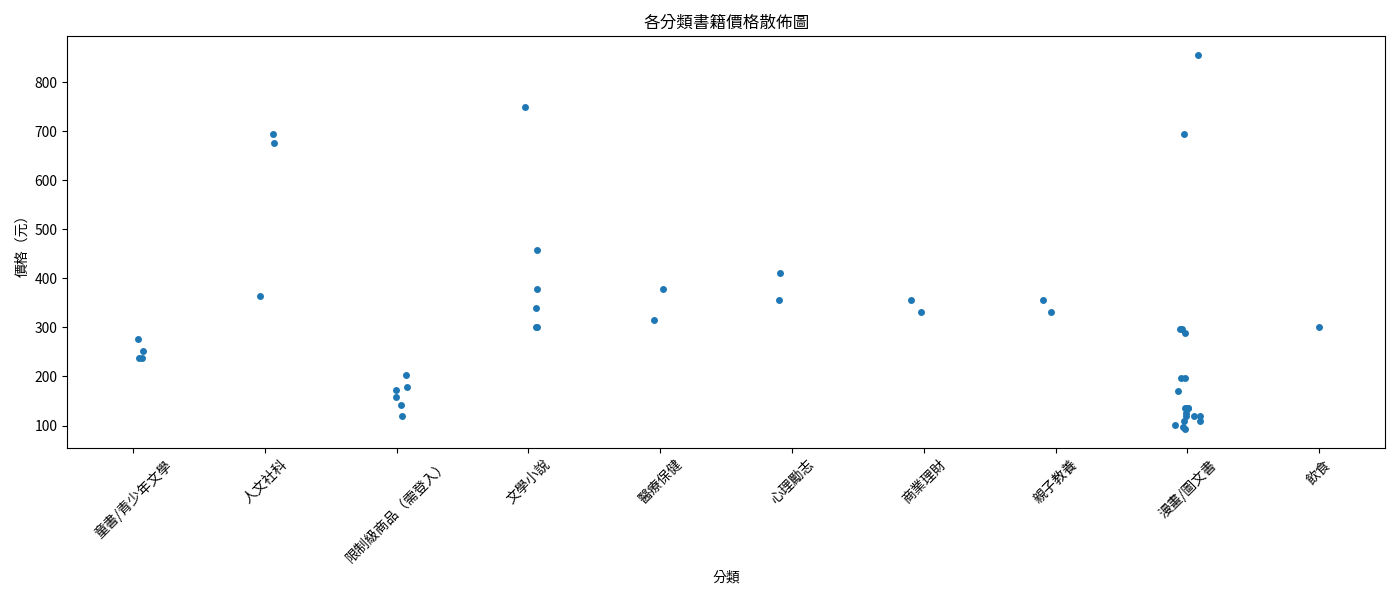 各分類書籍價格散佈圖
價格（元）
800
700
600
500
400
300
200
100
童書/青少年文學
人文社科
限制級商品（需登入）
文學小說
醫療保健
心理勵志
商業理財
親子教養
漫畫/圖文書
飲食
分類